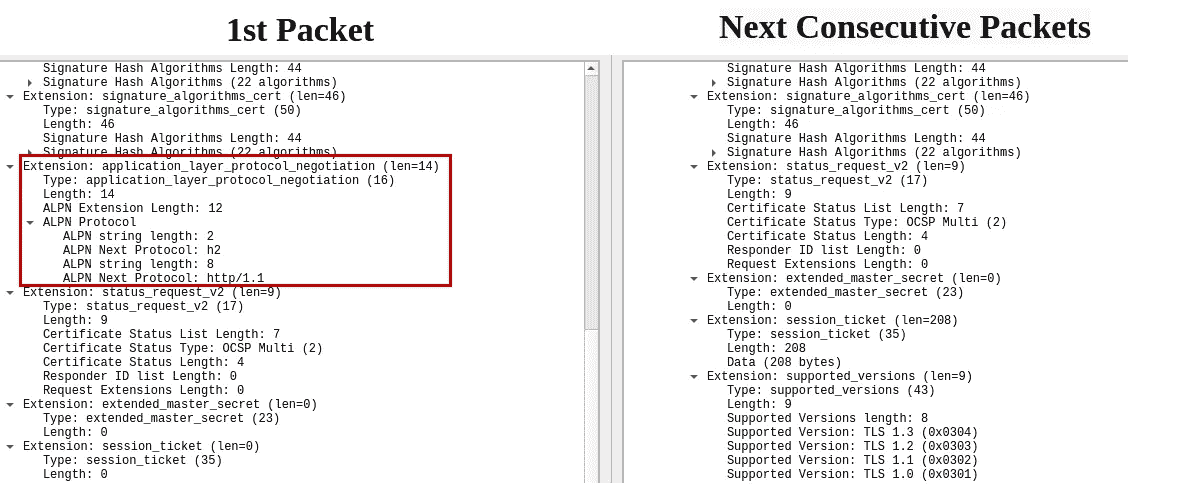 1st Packet
Signature Hash Algorithms Length: 44
Signature Hash Algorithms (22 algorithms)
Extension: signature_algorithms_cert (len=46)
Type: signature_algorithms_cert (50)
Length: 46
Signature Hash Algorithms Length: 44
Signature Hash Algorithms (22 algorithms)
Extension: application_layer_protocol_negotiation (len=14)
Type: application_layer_protocol_negotiation (16)
Length: 14
ALPN Extension Length: 12
ALPN Protocol
ALPN string length: 2
ALPN Next Protocol: h2
ALPN string length: 8
ALPN Next Protocol: http/1.1
Extension: status_request_v2 (len=9)
Type: status_request_v2 (17)
Length: 9
Certificate Status List Length: 7
Certificate Status Type: OCSP Multi (2)
Certificate Status Length: 4
Responder ID list Length: 0
Request Extensions Length: 0
Extension: extended_master_secret (len=0)
Type: extended_master_secret (23)
Length: 0
Extension: session_ticket (len=0)
Type: session_ticket (35)
Length: 0
Next Consecutive Packets
Signature Hash Algorithms Length: 44
Signature Hash Algorithms (22 algorithms)
Extension: signature_algorithms_cert (len=46)
Type: signature_algorithms_cert (50)
Length: 46
Signature Hash Algorithms Length: 44
Signature Hash Algorithms (22 algorithms)
Extension: status_request_v2 (len=9)
Type: status_request_v2 (17)
Length: 9
Certificate Status List Length: 7
Certificate Status Type: OCSP Multi (2)
Certificate Status Length: 4
Responder ID list Length: 0
Request Extensions Length: 0
Extension: extended_master_secret (len=0)
Type: extended_master_secret (23)
Length: 0
Extension: session_ticket (len=208)
Type: session_ticket (35)
Length: 208
Data (208 bytes)
Extension: supported_versions (len=9)
Type: supported_versions (43)
Length: 9
Supported Versions length: 8
Supported Version: TLS 1.3 (0x0304)
Supported Version: TLS 1.2 (0x0303)
Supported Version: TLS 1.1 (0x0302)
Supported Version: TLS 1.0 (0x0301)